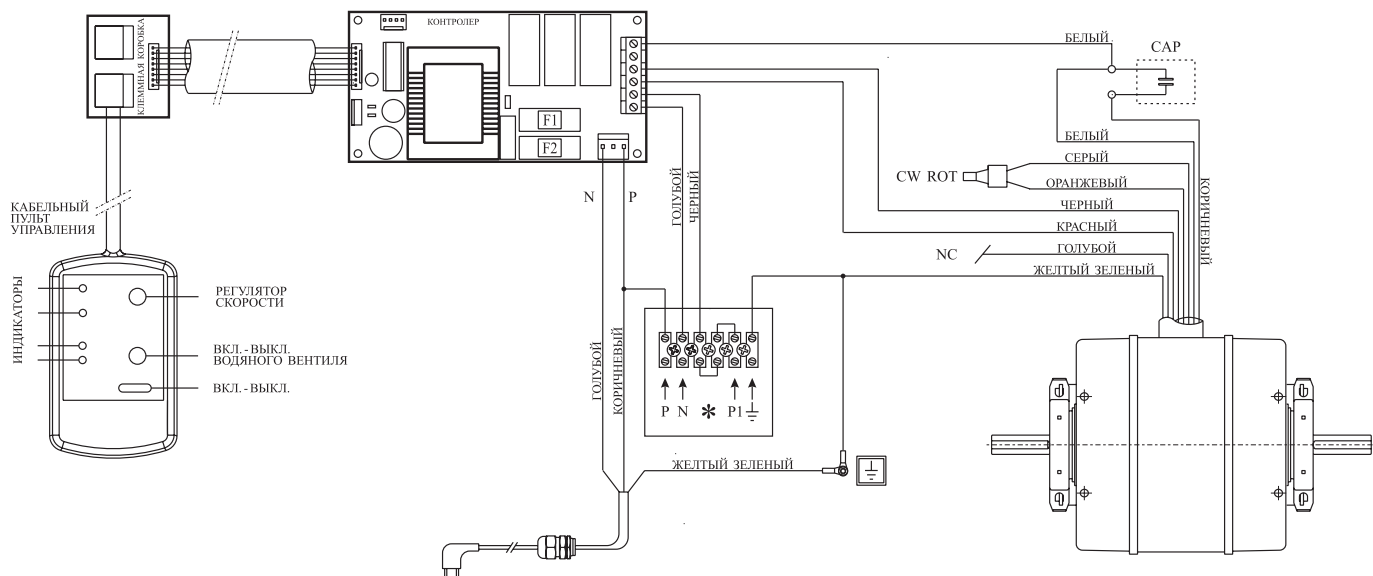 КЛЕММНАЯ КОРОБКА
КОНТРОЛЕР
F1
F2
N
P
ГОЛУБОЙ
ЧЕРНЫЙ
БЕЛЫЙ
CAP
БЕЛЫЙ
СЕРЫЙ
CW ROT
ОРАНЖЕВЫЙ
ЧЕРНЫЙ
КРАСНЫЙ
NC
ГОЛУБОЙ
ЖЕЛТЫЙ ЗЕЛЕНЫЙ
КОРИЧНЕВЫЙ
КАБЕЛЬНЫЙ
ПУЛЬТ
УПРАВЛЕНИЯ
ИНДИКАТОРЫ
РЕГУЛЯТОР
СКОРОСТИ
ВКЛ. - ВЫКЛ.
ВОДЯНОГО ВЕНТИЛЯ
ВКЛ. - ВЫКЛ.
ГОЛУБОЙ
КОРИЧНЕВЫЙ
P N * P1
ЖЕЛТЫЙ ЗЕЛЕНЫЙ